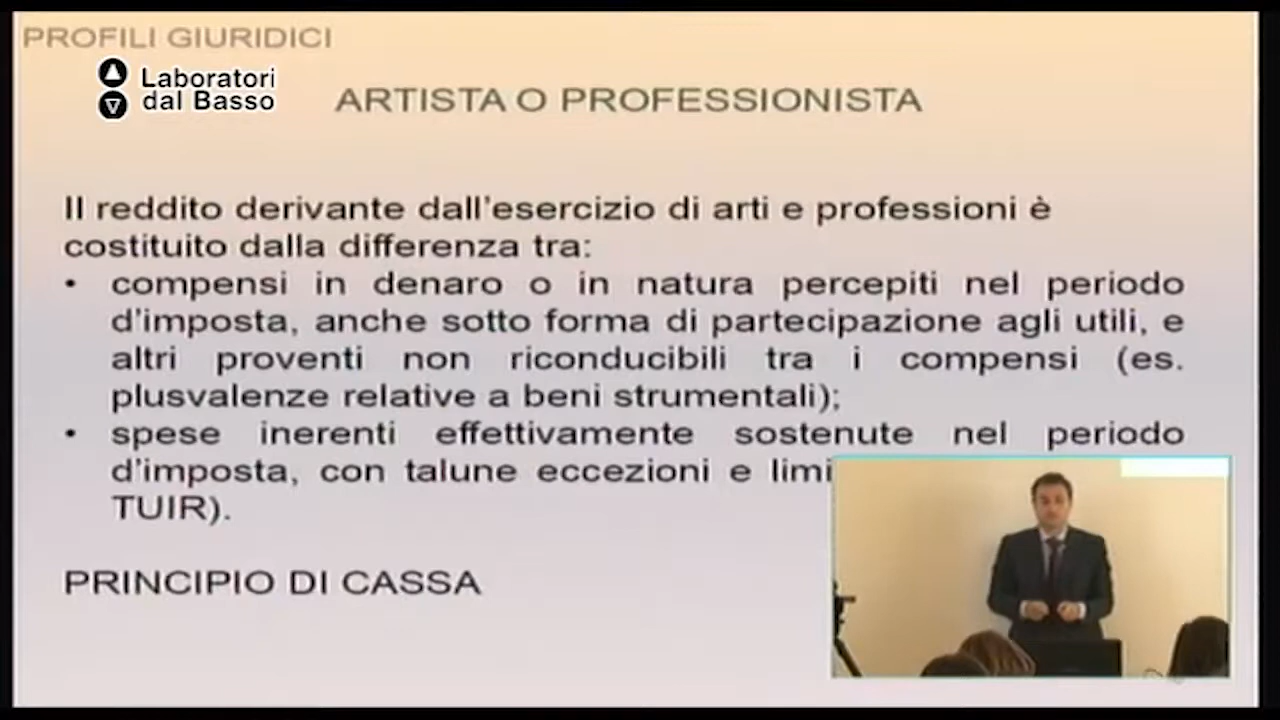 PROFILI GIURIDICI
Laboratori
dal Basso
ARTISTA O PROFESSIONISTA
Il reddito derivante dall'esercizio di arti e professioni è
costituito dalla differenza tra:
• compensi in denaro o in natura percepiti nel periodo
d'imposta, anche sotto forma di partecipazione agli utili, e
altri proventi non riconducibili tra i compensi (es.
plusvalenze relative a beni strumentali);
• spese inerenti effettivamente sostenute nel periodo
d'imposta, con talune eccezioni e limi
TUIR).
PRINCIPIO DI CASSA